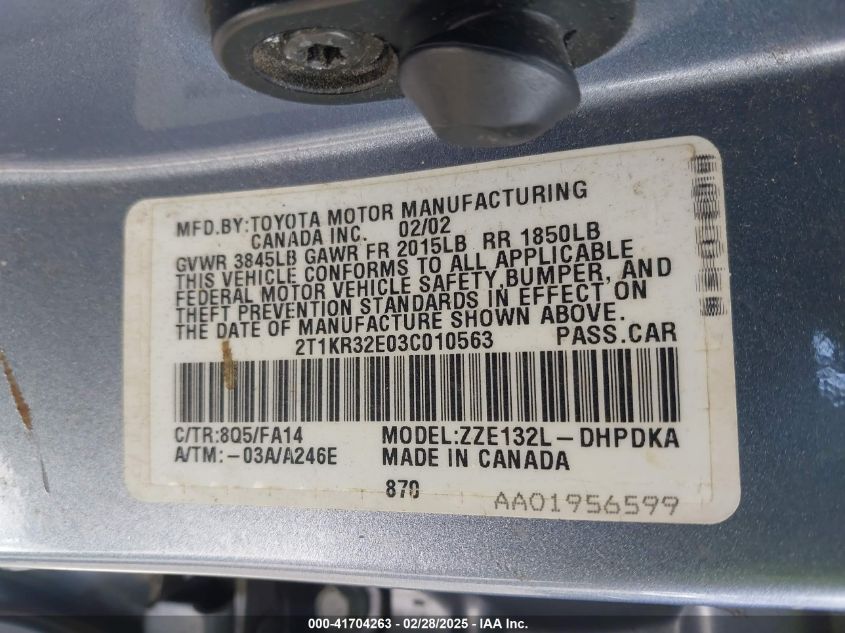 MFD.BY:TOYOTA MOTOR MANUFACTURING
CANADA INC. 02/02
GVWR 3845LB GAWR FR 2015LB RR 1850LB
THIS VEHICLE CONFORMS TO ALL APPLICABLE
FEDERAL MOTOR VEHICLE SAFETY,BUMPER, AND
THEFT PREVENTION STANDARDS IN EFFECT ON
THE DATE OF MANUFACTURE SHOWN ABOVE.
2T1KR32E03C010563 PASS.CAR
C/TR:8Q5/FA14 MODEL:ZZE132L-DHPDKA
A/TM:-03A/A246E MADE IN CANADA
870
AA01956599
000-41704263 - 02/28/2025 - IAA Inc.